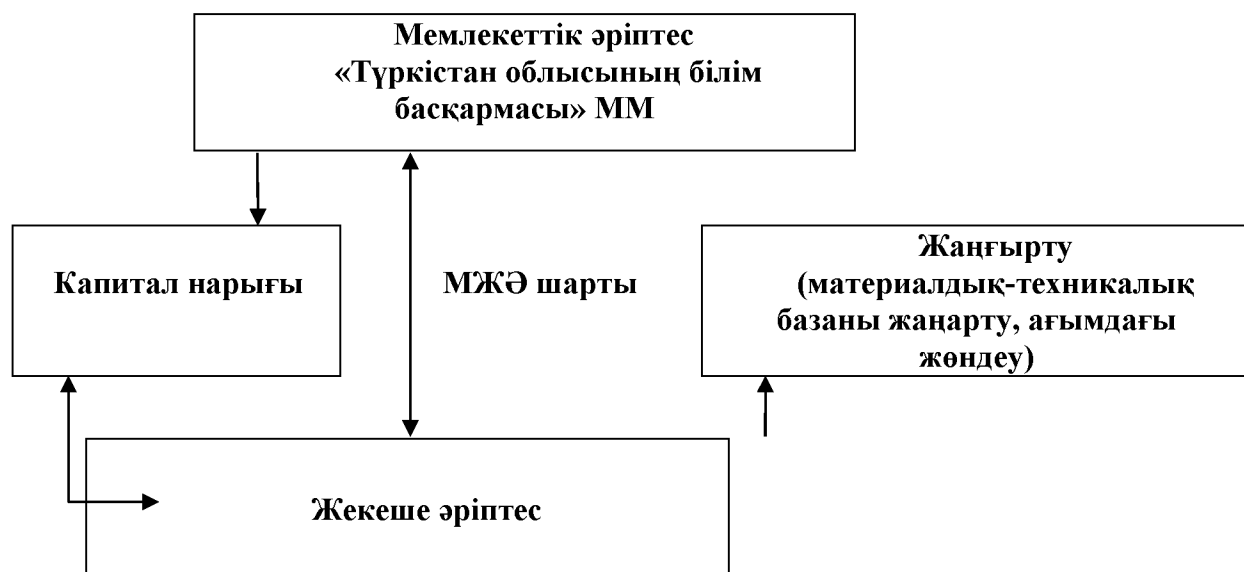 Мемлекеттік әріптес
«Түркістан облысының білім
басқармасы» ММ
Капитал нарығы
МЖӘ шарты
Жаңғырту
(материалдық-техникалық
базаны жаңарту, ағымдағы
жөндеу)
Жекеше әріптес